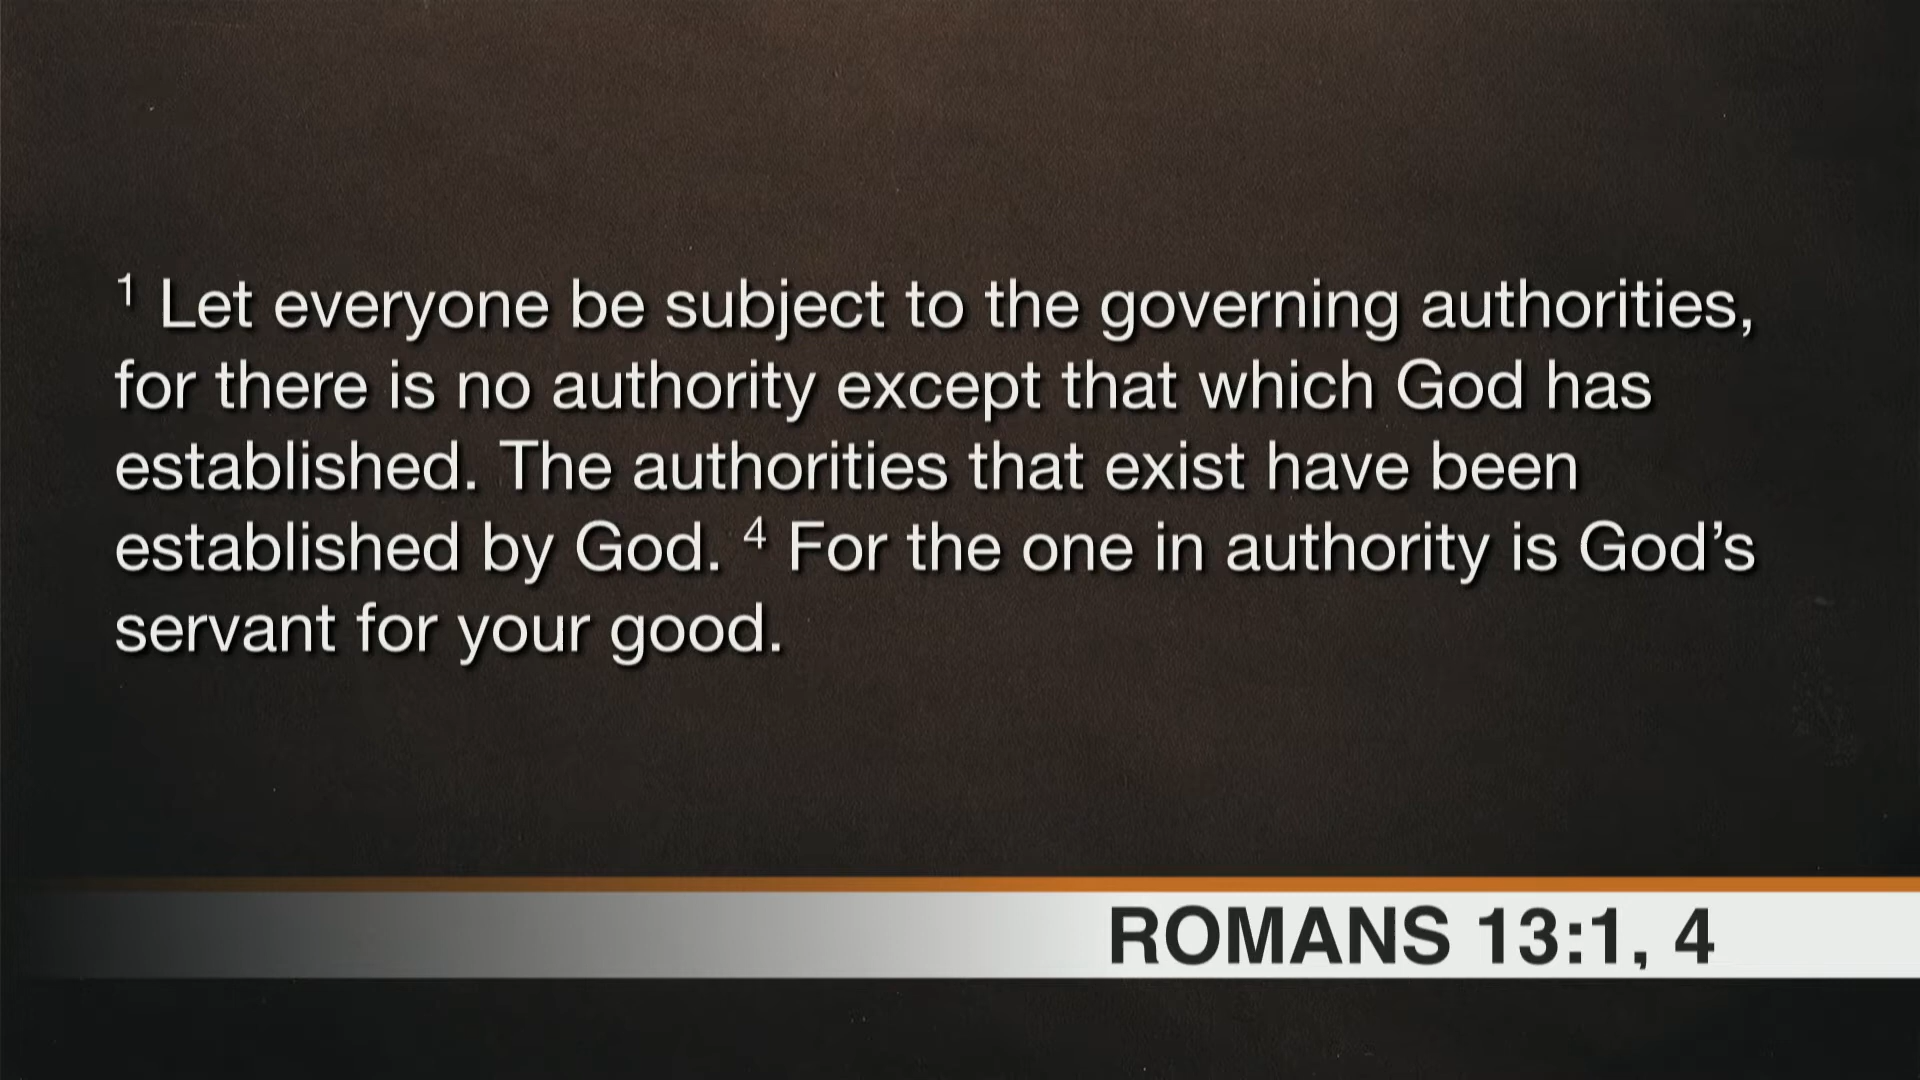 1 Let everyone be subject to the governing authorities,
for there is no authority except that which God has
established. The authorities that exist have been
established by God. 4 For the one in authority is God’s
servant for your good.
ROMANS 13:1, 4